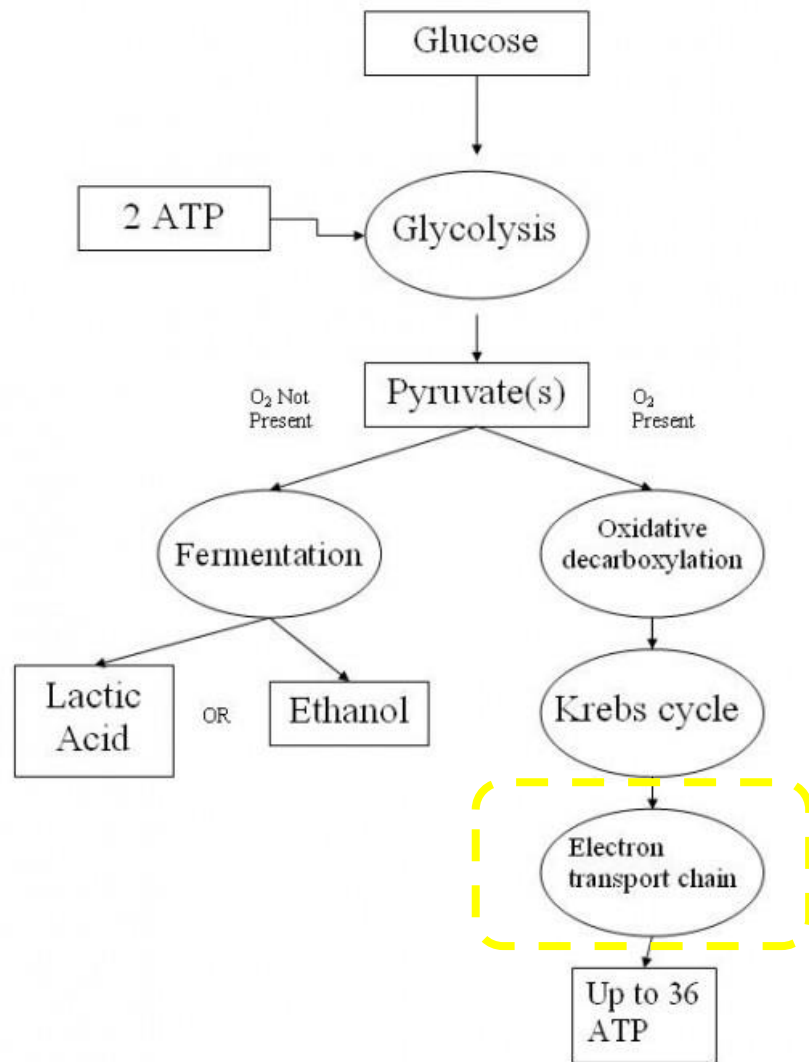 Glucose
2 ATP
Glycolysis
Pyruvate(s)
O₂ Not
Present
O₂
Present
Fermentation
Oxidative
decarboxylation
Lactic
Acid
OR
Ethanol
Krebs cycle
Electron
transport chain
Up to 36
ATP